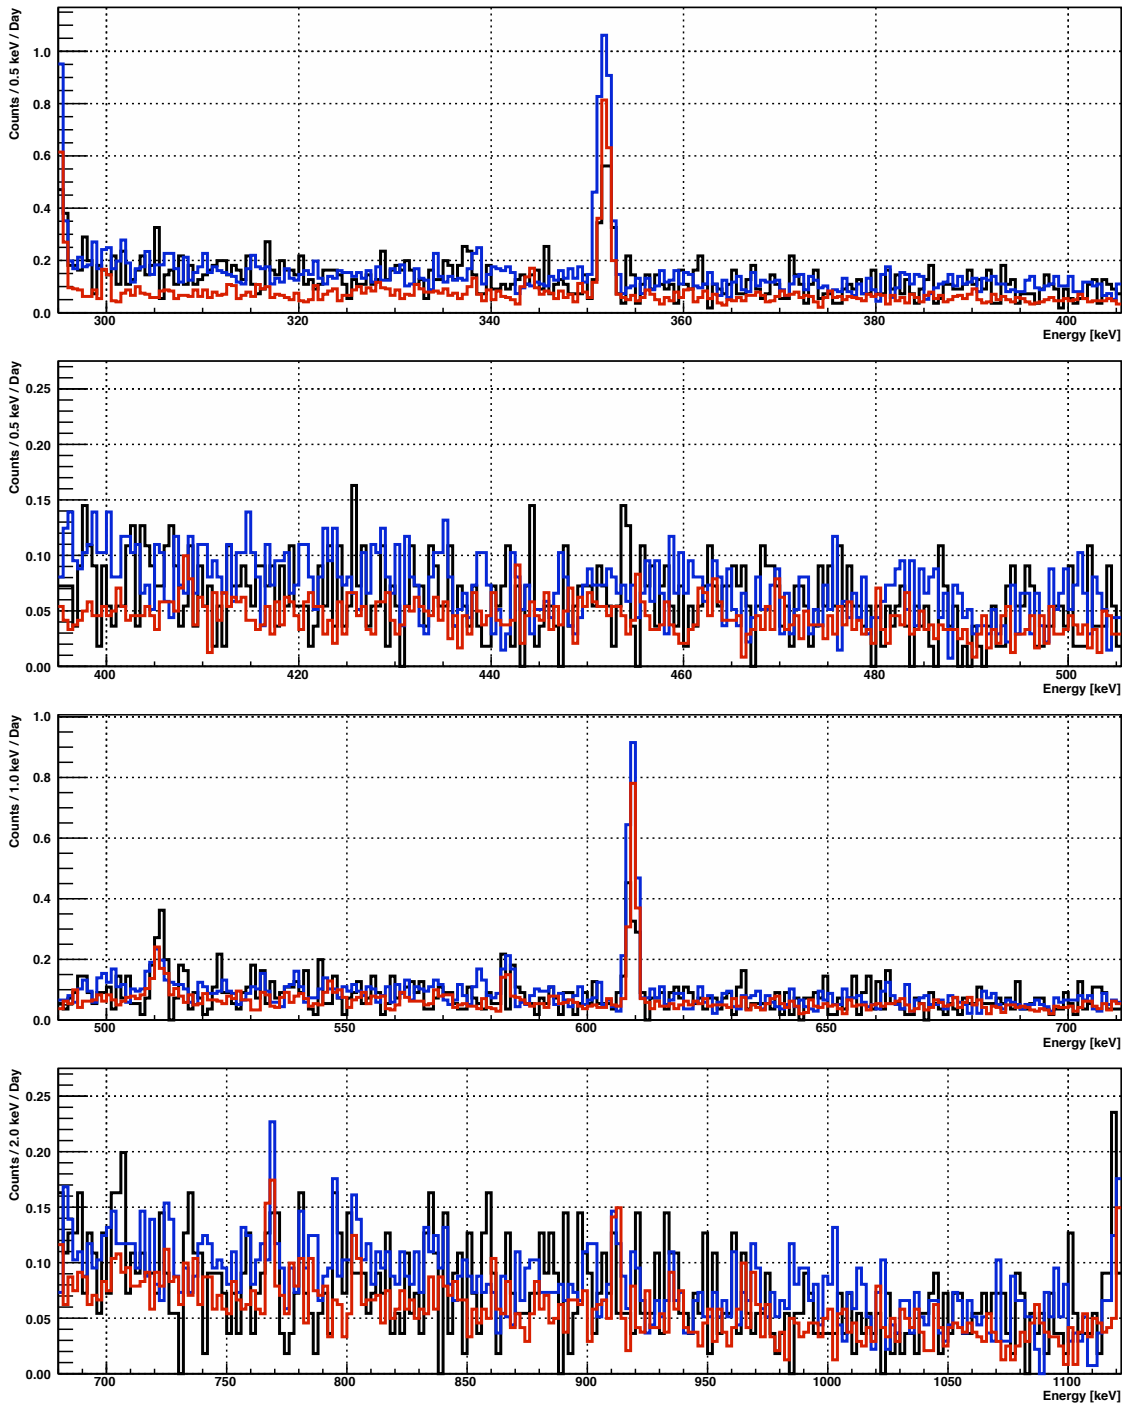 Counts / 0.5 keV / Day
1.0
0.8
0.6
0.4
0.2
0.0
300 320 340 360 380 400
Energy [keV]
Counts / 0.5 keV / Day
0.25
0.20
0.15
0.10
0.05
0.00
400 420 440 460 480 500
Energy [keV]
Counts / 1.0 keV / Day
1.0
0.8
0.6
0.4
0.2
0.0
500 550 600 650 700
Energy [keV]
Counts / 2.0 keV / Day
0.25
0.20
0.15
0.10
0.05
0.00
700 750 800 850 900 950 1000 1050 1100
Energy [keV]